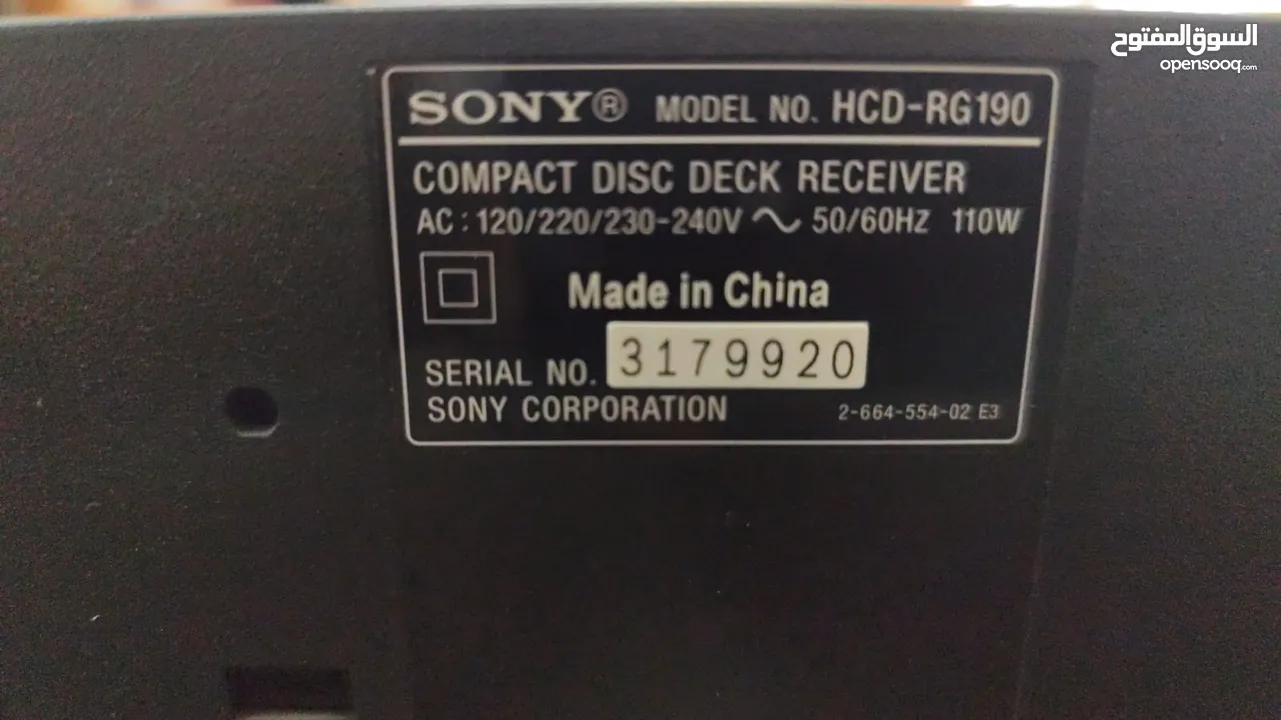 السوق المفتوح
opensooq.com
SONY® MODEL NO. HCD-RG190
COMPACT DISC DECK RECEIVER
AC : 120/220/230-240V ~ 50/60Hz 110W
Made in China
SERIAL NO. 3179920
SONY CORPORATION 2-664-554-02 E3